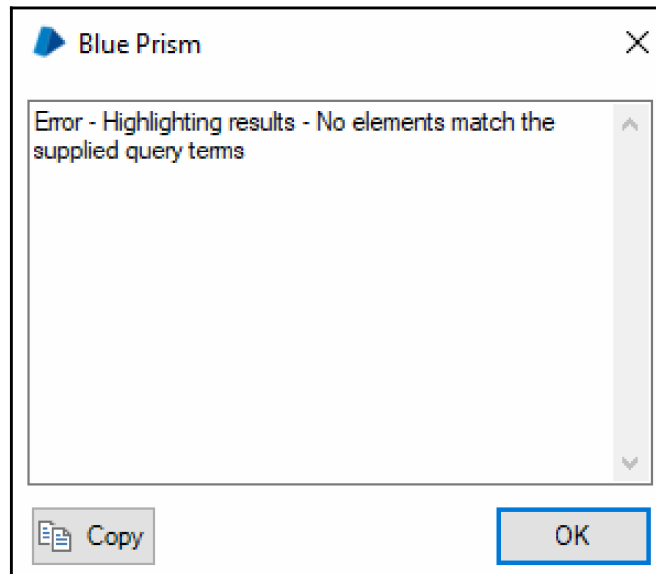 Blue Prism
Error - Highlighting results - No elements match the
supplied query terms
Copy
OK